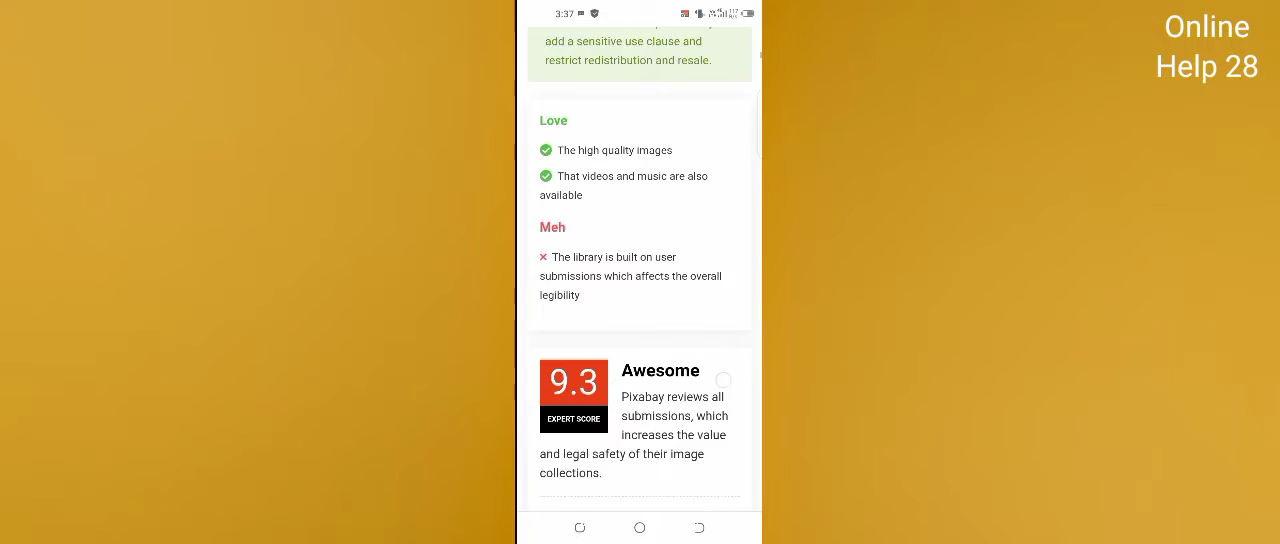 Online
Help 28
3:37
add a sensitive use clause and
restrict redistribution and resale.
Love
The high quality images
That videos and music are also
available
Meh
The library is built on user
submissions which affects the overall
legibility
9.3
EXPERT SCORE
Awesome
Pixabay reviews all
submissions, which
increases the value
and legal safety of their image
collections.